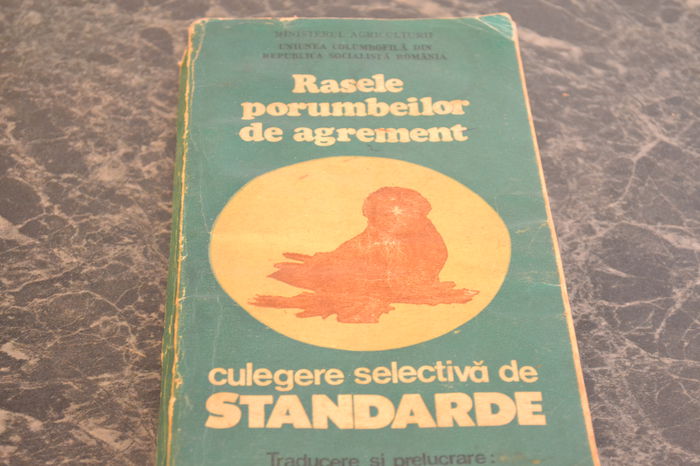 MINISTERUL AGRICULTURII
UNIUNEA COLUMBOFILĂ DIN
REPUBLICA SOCIALISTĂ ROMÂNIA
Rasele
porumbeilor
de agrement
culegere selectivă de
STANDARDE
Traducere și prelucrare: